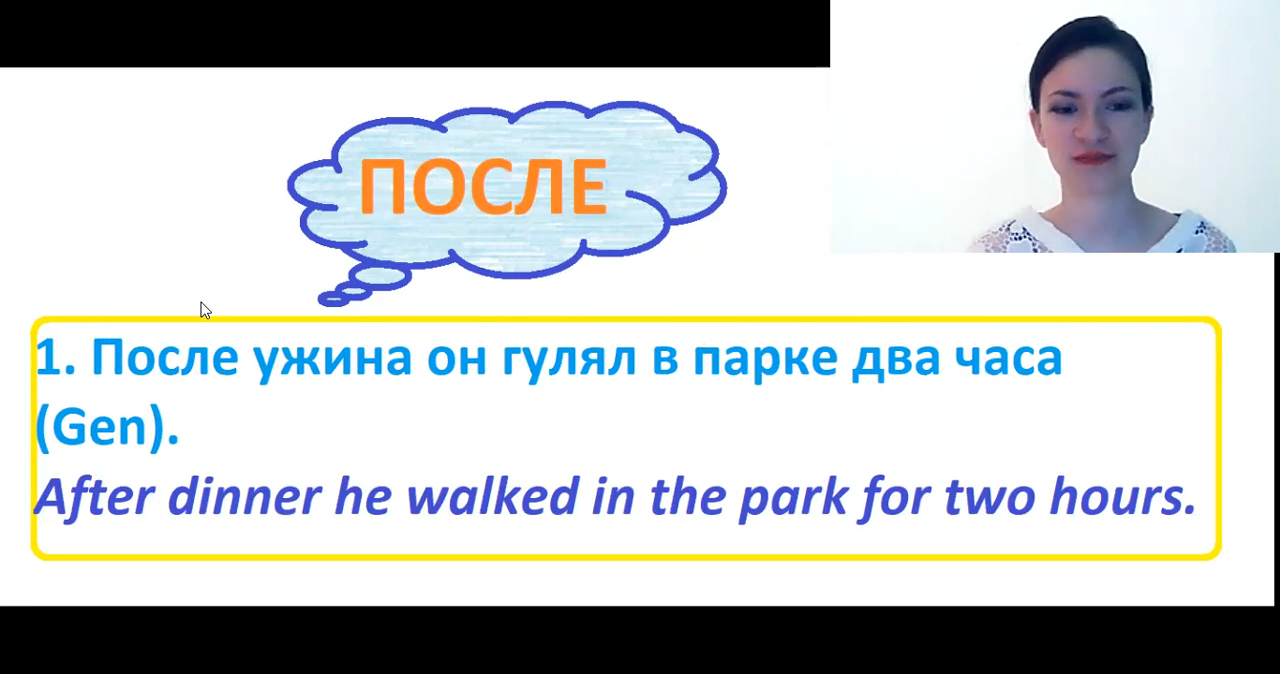 ПОСЛЕ
1. После ужина он гулял в парке два часа
(Gen).
After dinner he walked in the park for two hours.